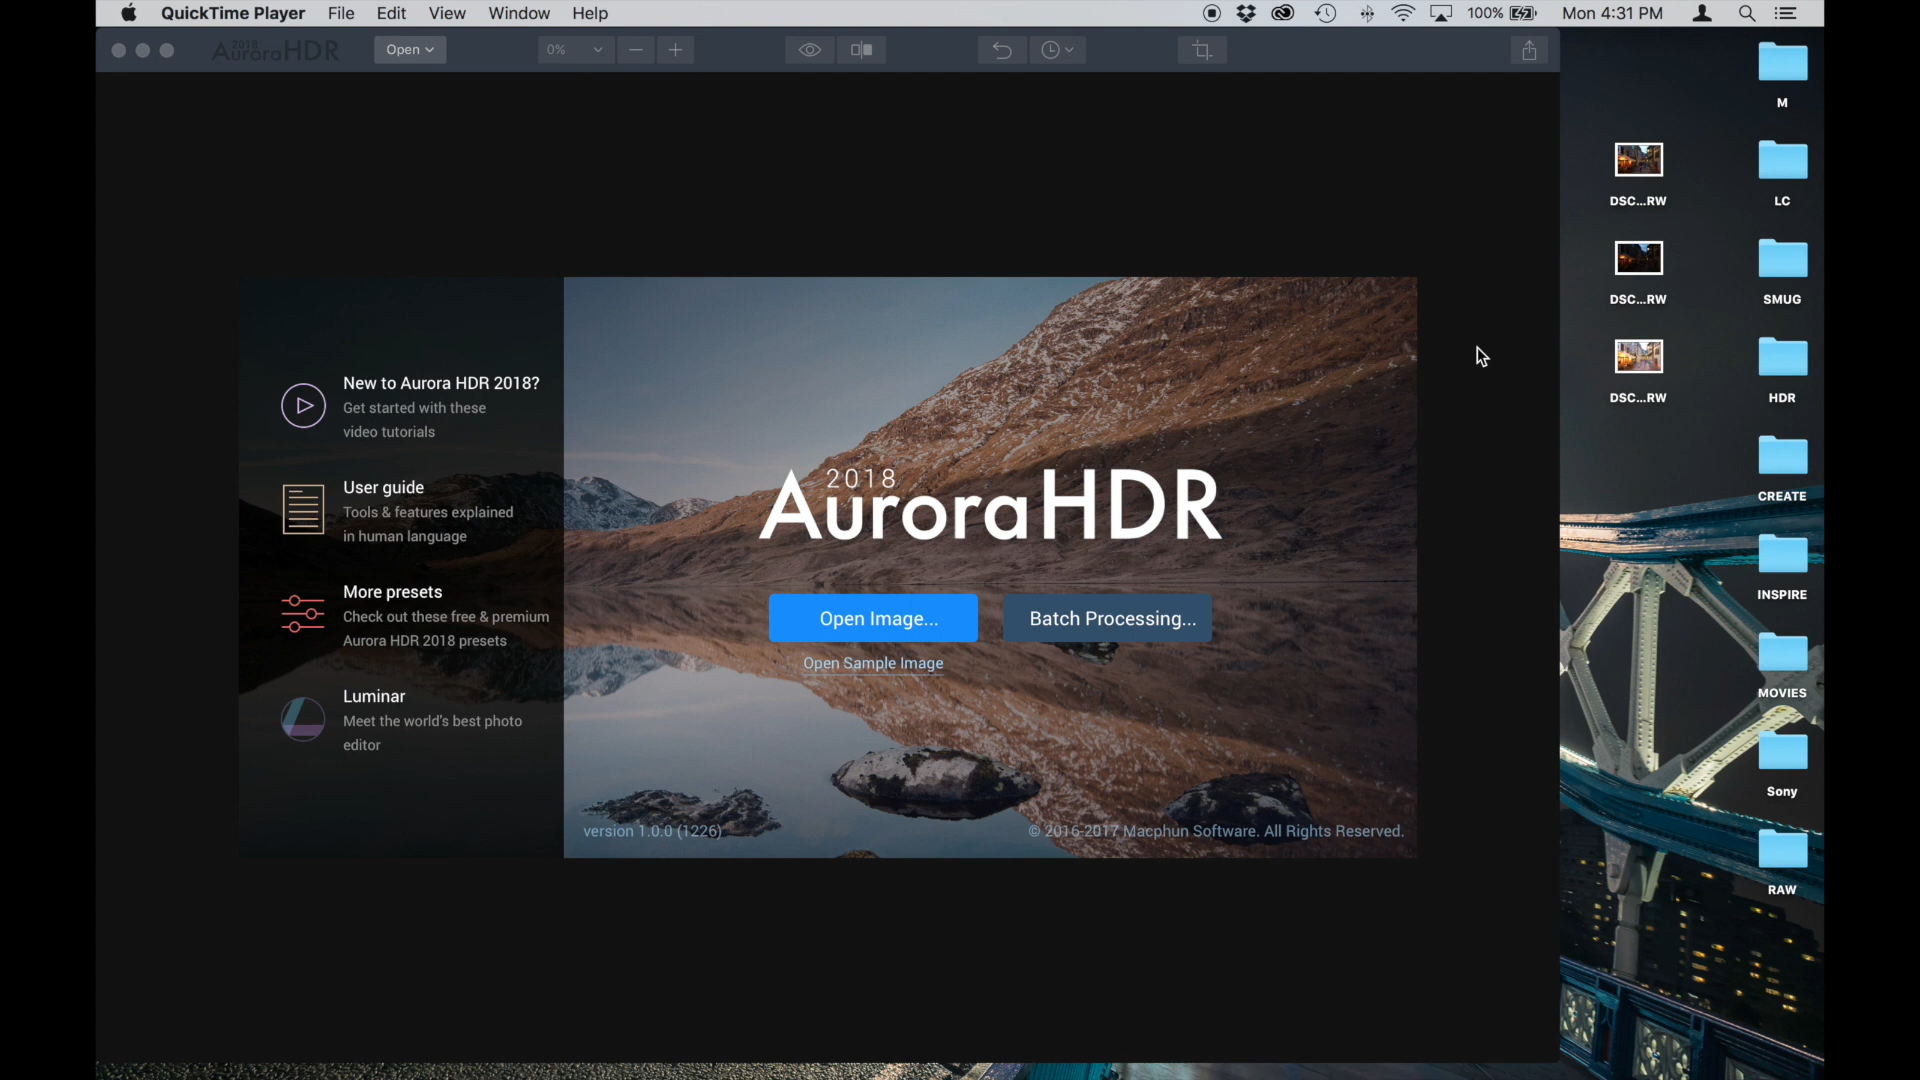 QuickTime Player File Edit View Window Help 100% Mon 4:31 PM
2018
AuroraHDR Open 0%
M
DSC...RW LC
DSC...RW SMUG
DSC...RW HDR
CREATE
INSPIRE
MOVIES
Sony
RAW
New to Aurora HDR 2018?
Get started with these
video tutorials
User guide
Tools & features explained
in human language
More presets
Check out these free & premium
Aurora HDR 2018 presets
Luminar
Meet the world's best photo
editor
2018
AuroraHDR
Open Image... Batch Processing...
Open Sample Image
version 1.0.0 (1226) © 2016-2017 Macphun Software. All Rights Reserved.